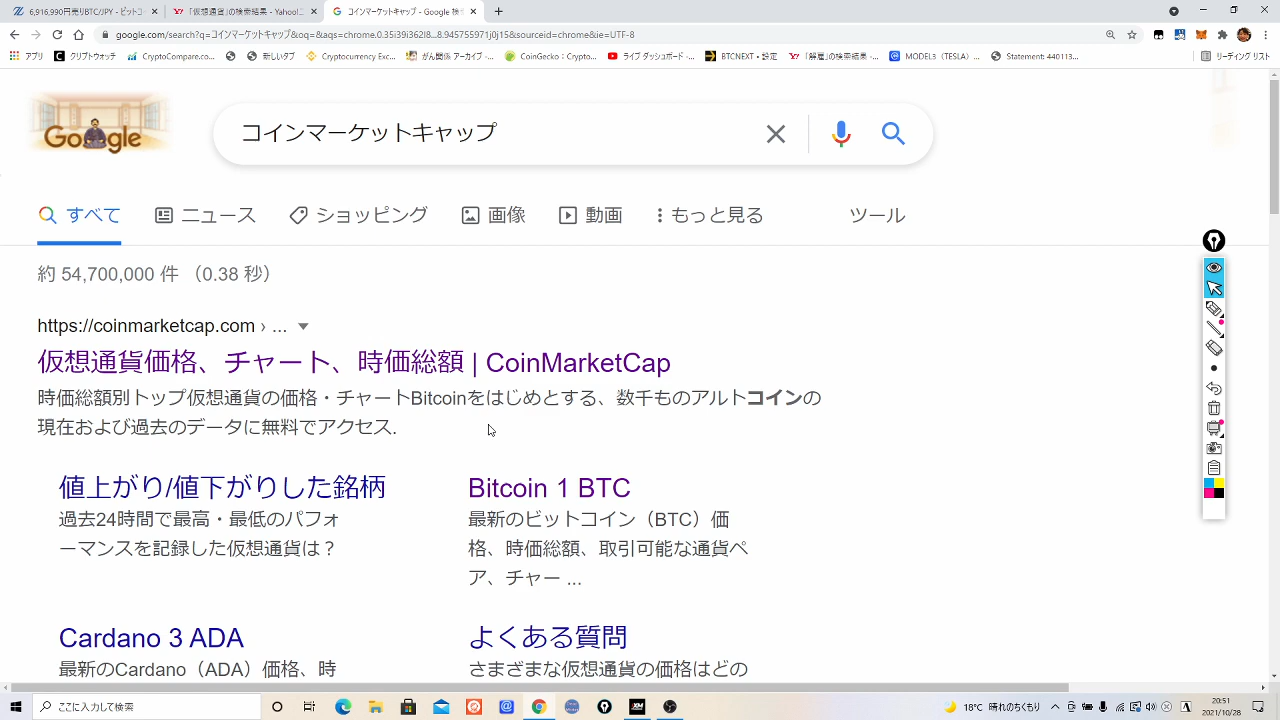 6,916,990円売りBTC/JPY - ビットコ
「仮想通貨」の検索結果 - Yahoo!ニ
コインマーケットキャップ - Google 検
google.com/search?q=コインマーケットキャップ&oq=&aqs=chrome.0.35i39i362l8...8.945755971j0j15&sourceid=chrome&ie=UTF-8
アプリ
クリプトウォッチ
CryptoCompare...
新しいタブ
Cryptocurrency Exc...
がん関係 アーカイブ -...
CoinGecko：Crypto...
ライブ ダッシュボード -...
BTCNEXT • 設定
「解雇」の検索結果 -...
MODEL3（TESLA）...
Statement: 440113...
リーディング リスト
Google
コインマーケットキャップ
すべて
ニュース
ショッピング
画像
動画
もっと見る
ツール
約 54,700,000 件 （0.38 秒）
https://coinmarketcap.com › ...
仮想通貨価格、チャート、時価総額 | CoinMarketCap
時価総額別トップ仮想通貨の価格・チャートBitcoinをはじめとする、数千ものアルトコインの
現在および過去のデータに無料でアクセス.
値上がり/値下がりした銘柄
過去24時間で最高・最低のパフォ
ーマンスを記録した仮想通貨は？
Bitcoin 1 BTC
最新のビットコイン（BTC）価
格、時価総額、取引可能な通貨ペ
ア、チャー ...
Cardano 3 ADA
最新のCardano（ADA）価格、時
よくある質問
さまざまな仮想通貨の価格はどの
ここに入力して検索
18°C 晴れのちくもり
A
20:51
2021/10/28